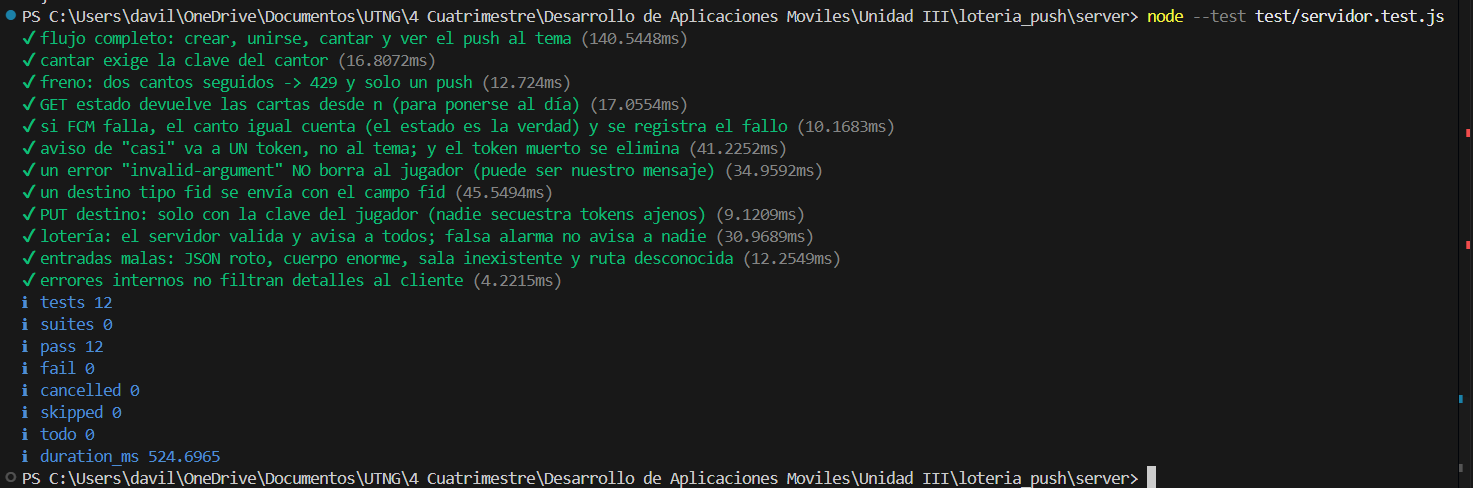 PS C:\Users\davil\OneDrive\Documentos\UTNG\4 Cuatrimestre\Desarrollo de Aplicaciones Moviles\Unidad III\loteria_push\server> node --test test/servidor.test.js
✔ flujo completo: crear, unirse, cantar y ver el push al tema (140.5448ms)
✔ cantar exige la clave del cantor (16.8072ms)
✔ freno: dos cantos seguidos -> 429 y solo un push (12.724ms)
✔ GET estado devuelve las cartas desde n (para ponerse al día) (17.0554ms)
✔ si FCM falla, el canto igual cuenta (el estado es la verdad) y se registra el fallo (10.1683ms)
✔ aviso de "casi" va a UN token, no al tema; y el token muerto se elimina (41.2252ms)
✔ un error "invalid-argument" NO borra al jugador (puede ser nuestro mensaje) (34.9592ms)
✔ un destino tipo fid se envía con el campo fid (45.5494ms)
✔ PUT destino: solo con la clave del jugador (nadie secuestra tokens ajenos) (9.1209ms)
✔ lotería: el servidor valida y avisa a todos; falsa alarma no avisa a nadie (30.9689ms)
✔ entradas malas: JSON roto, cuerpo enorme, sala inexistente y ruta desconocida (12.2549ms)
✔ errores internos no filtran detalles al cliente (4.2215ms)
ℹ tests 12
ℹ suites 0
ℹ pass 12
ℹ fail 0
ℹ cancelled 0
ℹ skipped 0
ℹ todo 0
ℹ duration_ms 524.6965
PS C:\Users\davil\OneDrive\Documentos\UTNG\4 Cuatrimestre\Desarrollo de Aplicaciones Moviles\Unidad III\loteria_push\server>